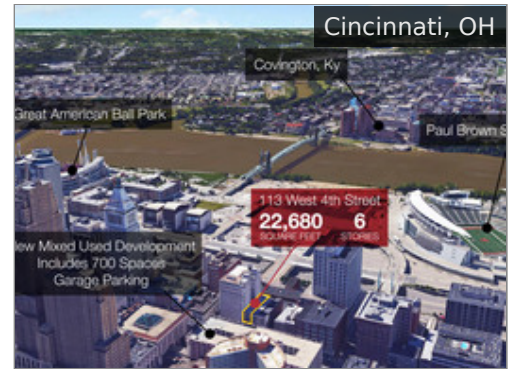 Cincinnati, OH
Covington, Ky
Great American Ball Park
Paul Brown S
113 West 4th Street
22,680 6
SQUARE FEET STORIES
ew Mixed Used Development
Includes 700 Spaces
Garage Parking